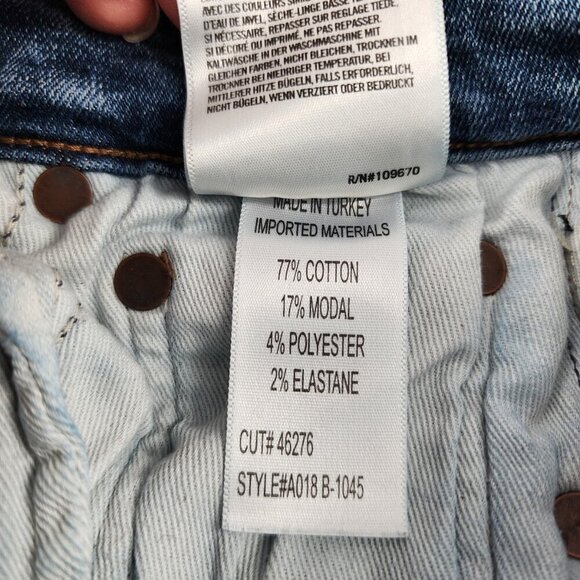 AVEC DES COULEURS
D'EAU DE JAVEL, SÈCHE-LINGE BASSE
SI NÉCESSAIRE, REPASSER SUR RÉGLAGE TIÈDE.
SI DÉCORÉ OU IMPRIMÉ, NE PAS REPASSER.
KALTWÄSCHE IN DER WASCHMASCHINE MIT
GLEICHEN FARBEN, NICHT BLEICHEN, TROCKNEN IM
TROCKNER BEI NIEDRIGER TEMPERATUR, BEI
MITTLERER HITZE BÜGELN, FALLS ERFORDERLICH,
NICHT BÜGELN, WENN VERZIERT ODER BEDRUCKT
R/N#109670
MADE IN TURKEY
IMPORTED MATERIALS
77% COTTON
17% MODAL
4% POLYESTER
2% ELASTANE
CUT# 46276
STYLE#A018 B-1045